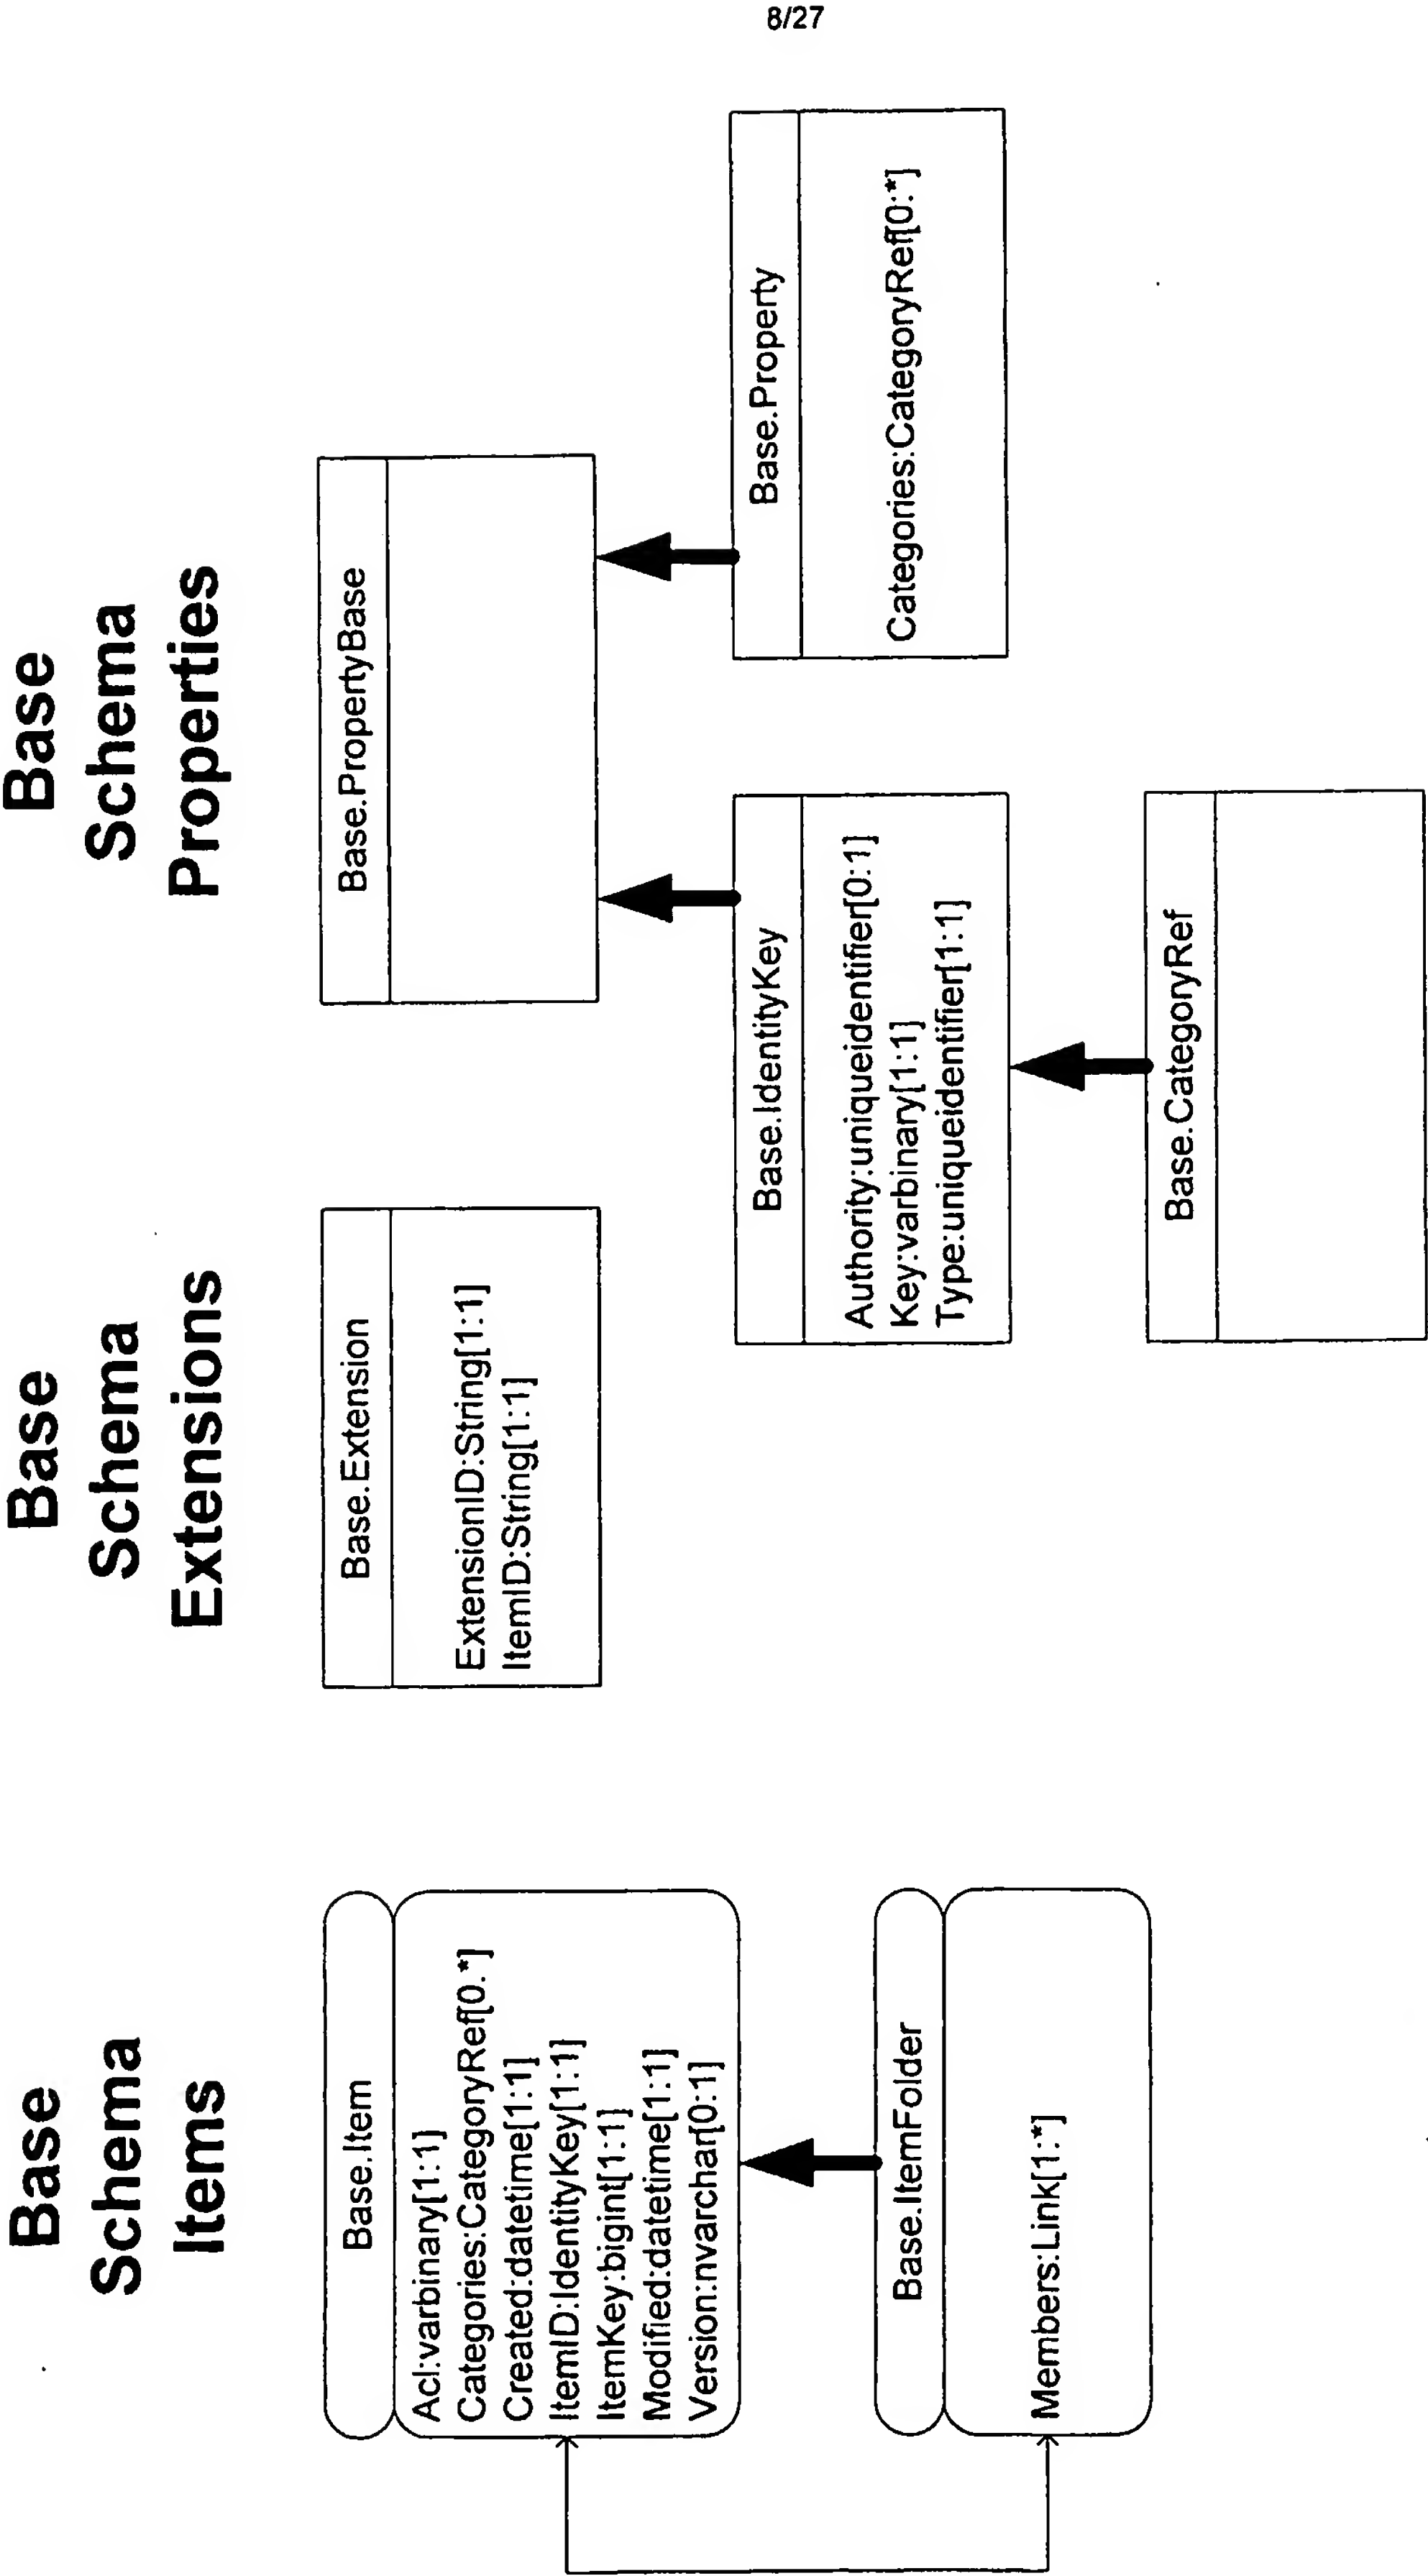 8/27
Base
Schema
Items
Base.Item
Acl:varbinary[1:1]
Categories:CategoryRef[0.*]
Created:datetime[1:1]
ItemID:IdentityKey[1:1]
ItemKey:bigint[1:1]
Modified:datetime[1:1]
Version:nvarchar[0:1]
Base.ItemFolder
Members:Link[1:*]
Base
Schema
Extensions
Base.Extension
ExtensionID:String[1:1]
ItemID:String[1:1]
Base
Schema
Properties
Base.PropertyBase
Base.IdentityKey
Authority:uniqueidentifier[0:1]
Key:varbinary[1:1]
Type:uniqueidentifier[1:1]
Base.Property
Categories:CategoryRef[0:*]
Base.CategoryRef